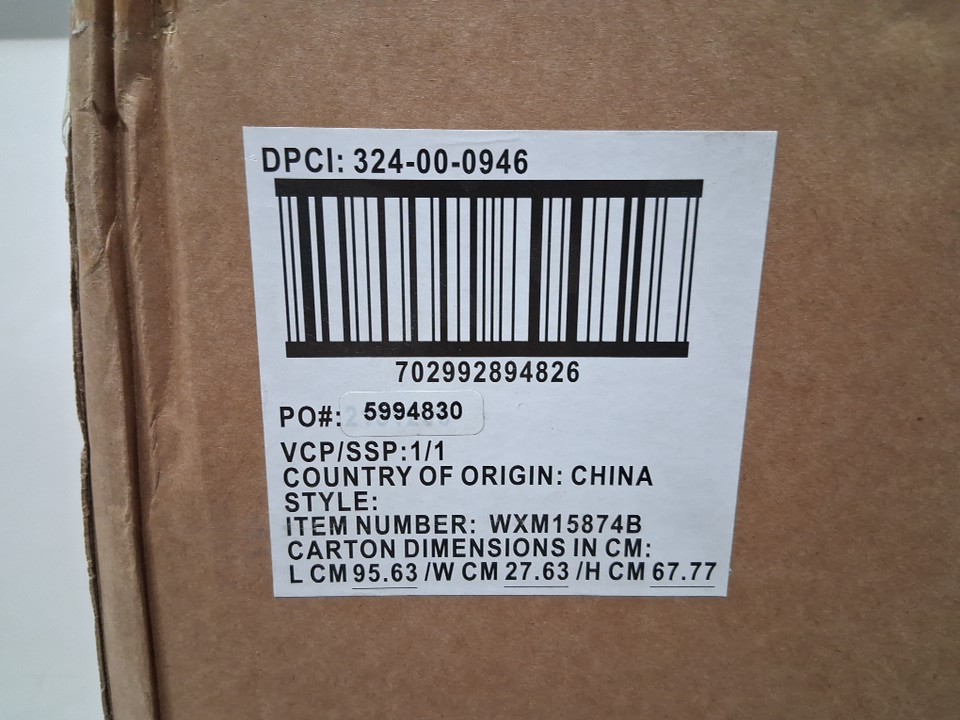 DPCI: 324-00-0946
702992894826
PO#: 5994830
VCP/SSP:1/1
COUNTRY OF ORIGIN: CHINA
STYLE:
ITEM NUMBER: WXM15874B
CARTON DIMENSIONS IN CM:
L CM 95.63 /W CM 27.63 /H CM 67.77